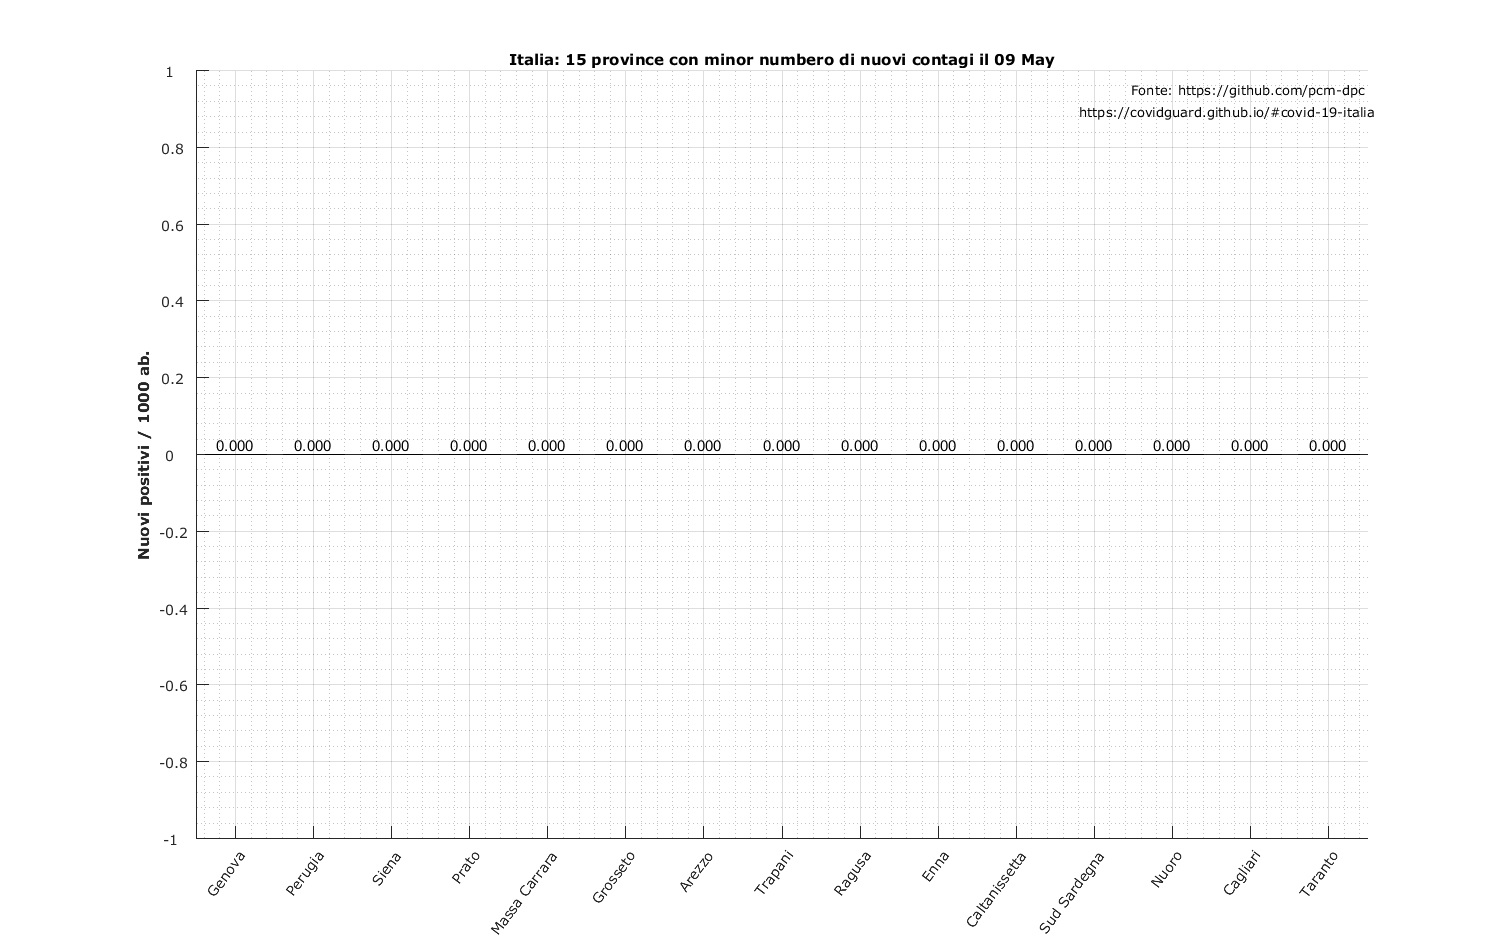 Italia: 15 province con minor numbero di nuovi contagi il 09 May
Fonte: https://github.com/pcm-dpc
https://covidguard.github.io/#covid-19-italia
Nuovi positivi / 1000 ab.
1
0.8
0.6
0.4
0.2
0
-0.2
-0.4
-0.6
-0.8
-1
0.000 0.000 0.000 0.000 0.000 0.000 0.000 0.000 0.000 0.000 0.000 0.000 0.000 0.000 0.000
Genova
Perugia
Siena
Prato
Massa Carrara
Grosseto
Arezzo
Trapani
Ragusa
Enna
Caltanissetta
Sud Sardegna
Nuoro
Cagliari
Taranto